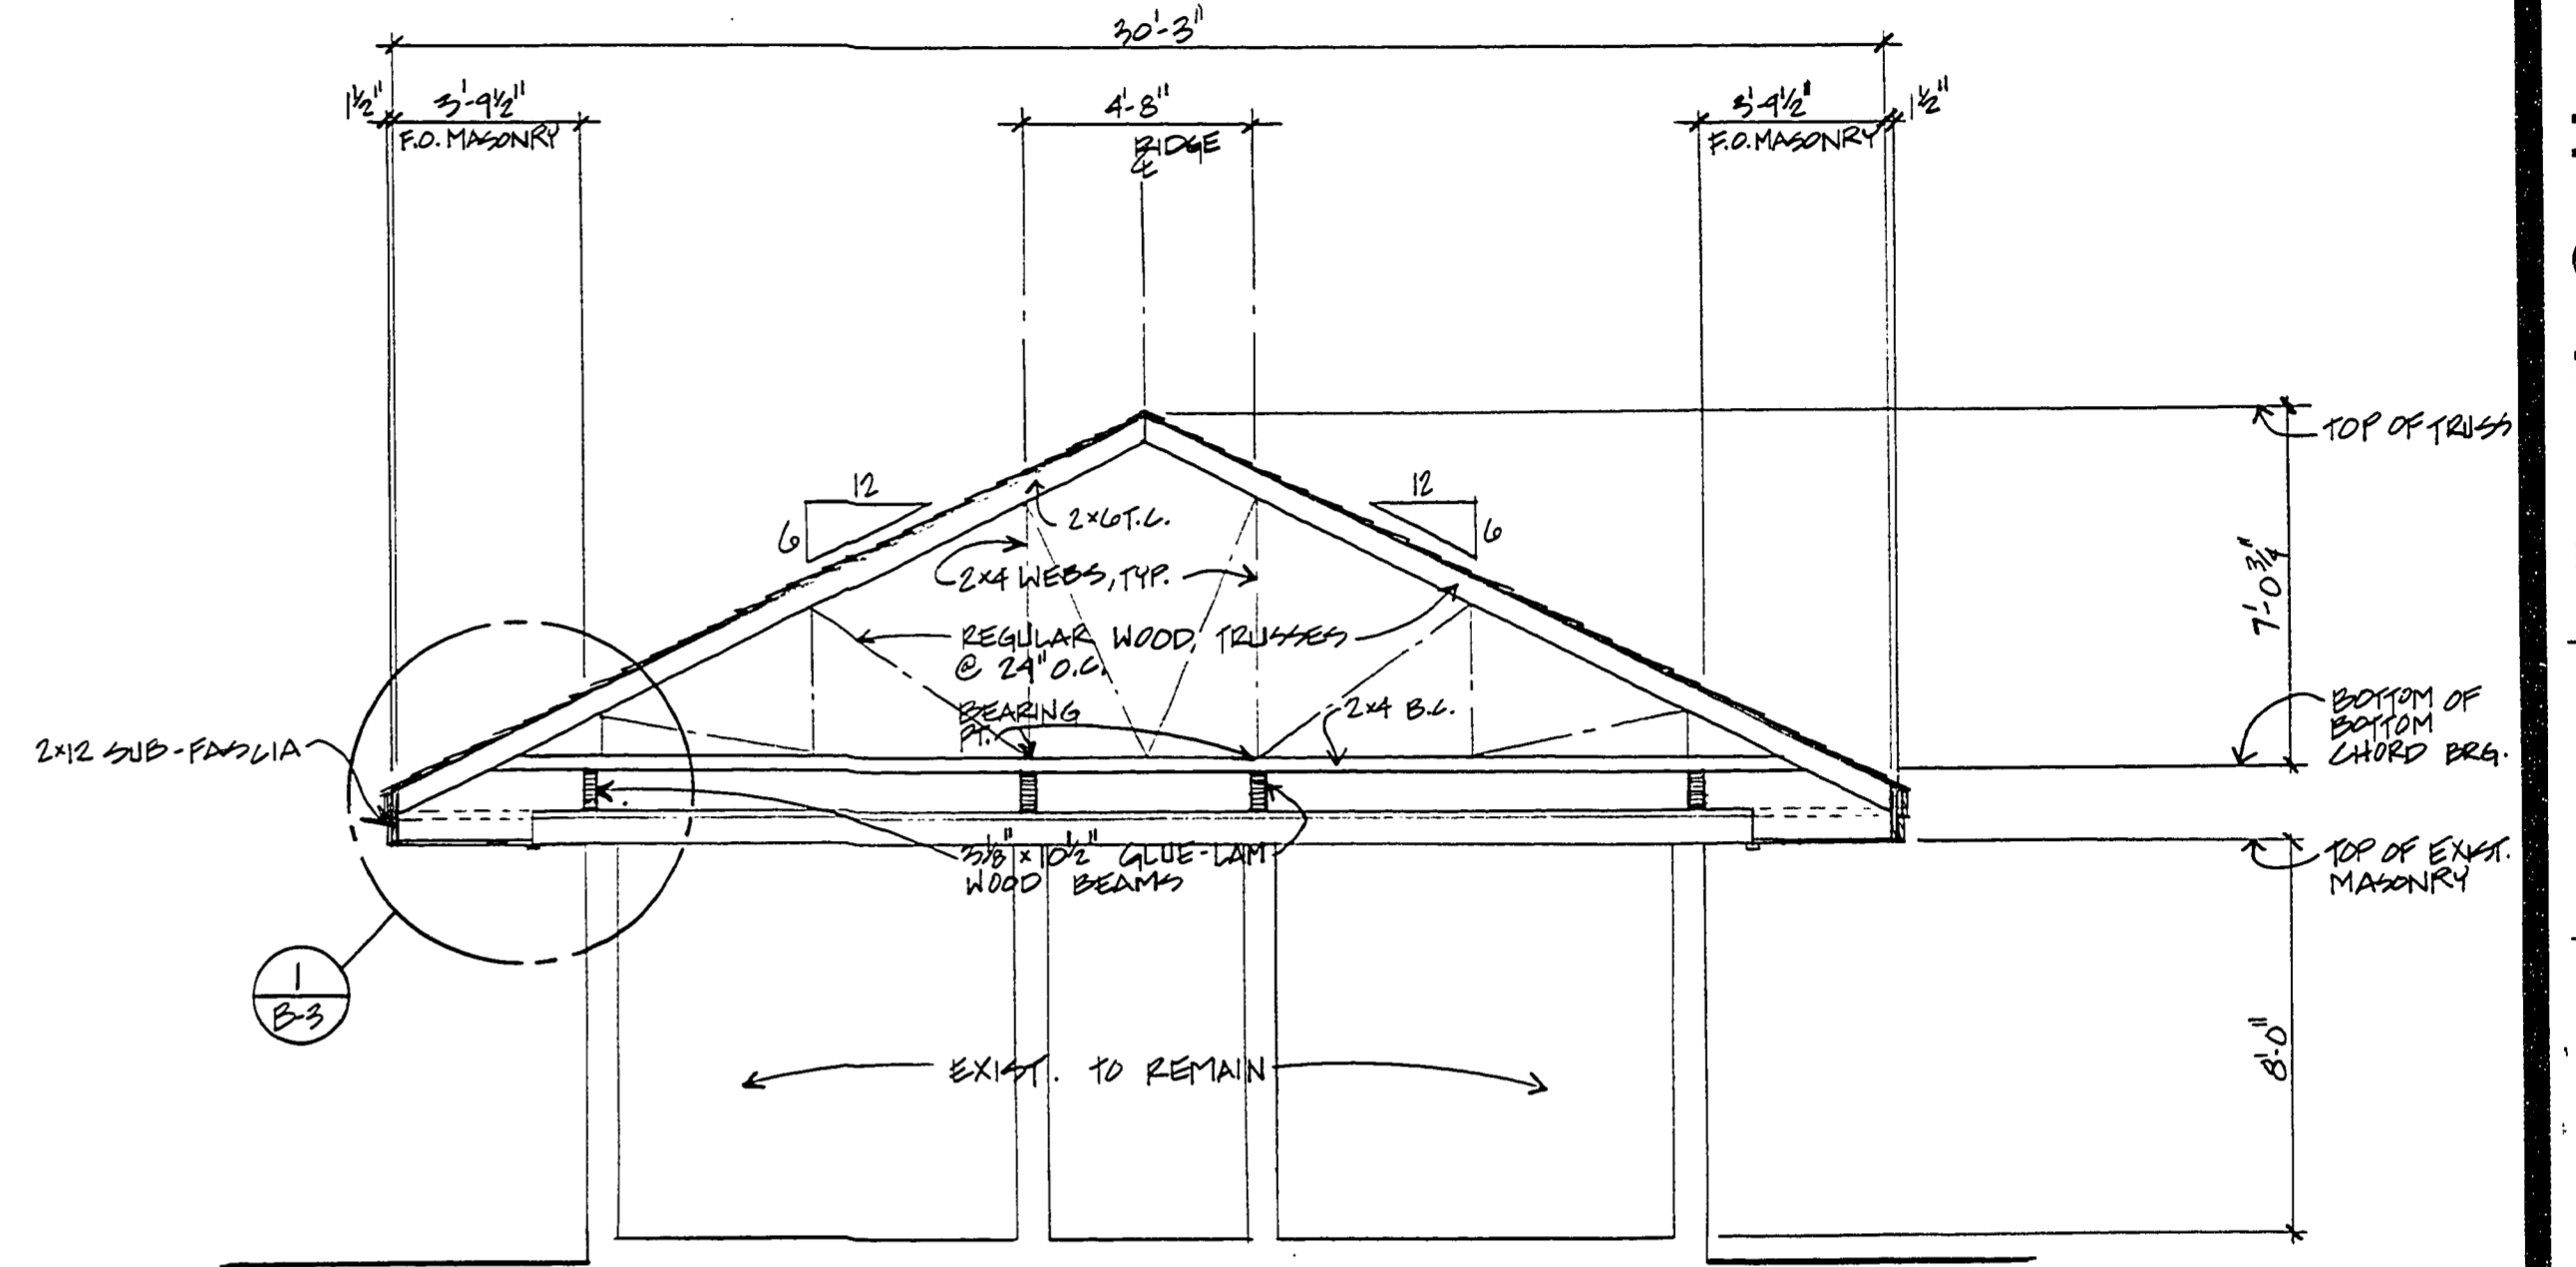 30'-3"
1½" 3'-9½" 4'-8" 3'-9½" 1½"
F.O. MASONRY RIDGE F.O. MASONRY
℄
TOP OF TRUSS
12 12
6 2×6 T.C. 6
2×4 WEBS, TYP.
7'-0¾"
REGULAR WOOD TRUSSES
@ 24" O.C.
BEARING 2×4 B.C.
PT.
BOTTOM OF
BOTTOM
CHORD BRG.
2×12 SUB-FASCIA
3⅛" × 10½" GLUE-LAM
WOOD BEAMS
TOP OF EXIST.
MASONRY
1
B-3
EXIST. TO REMAIN
8'-0"